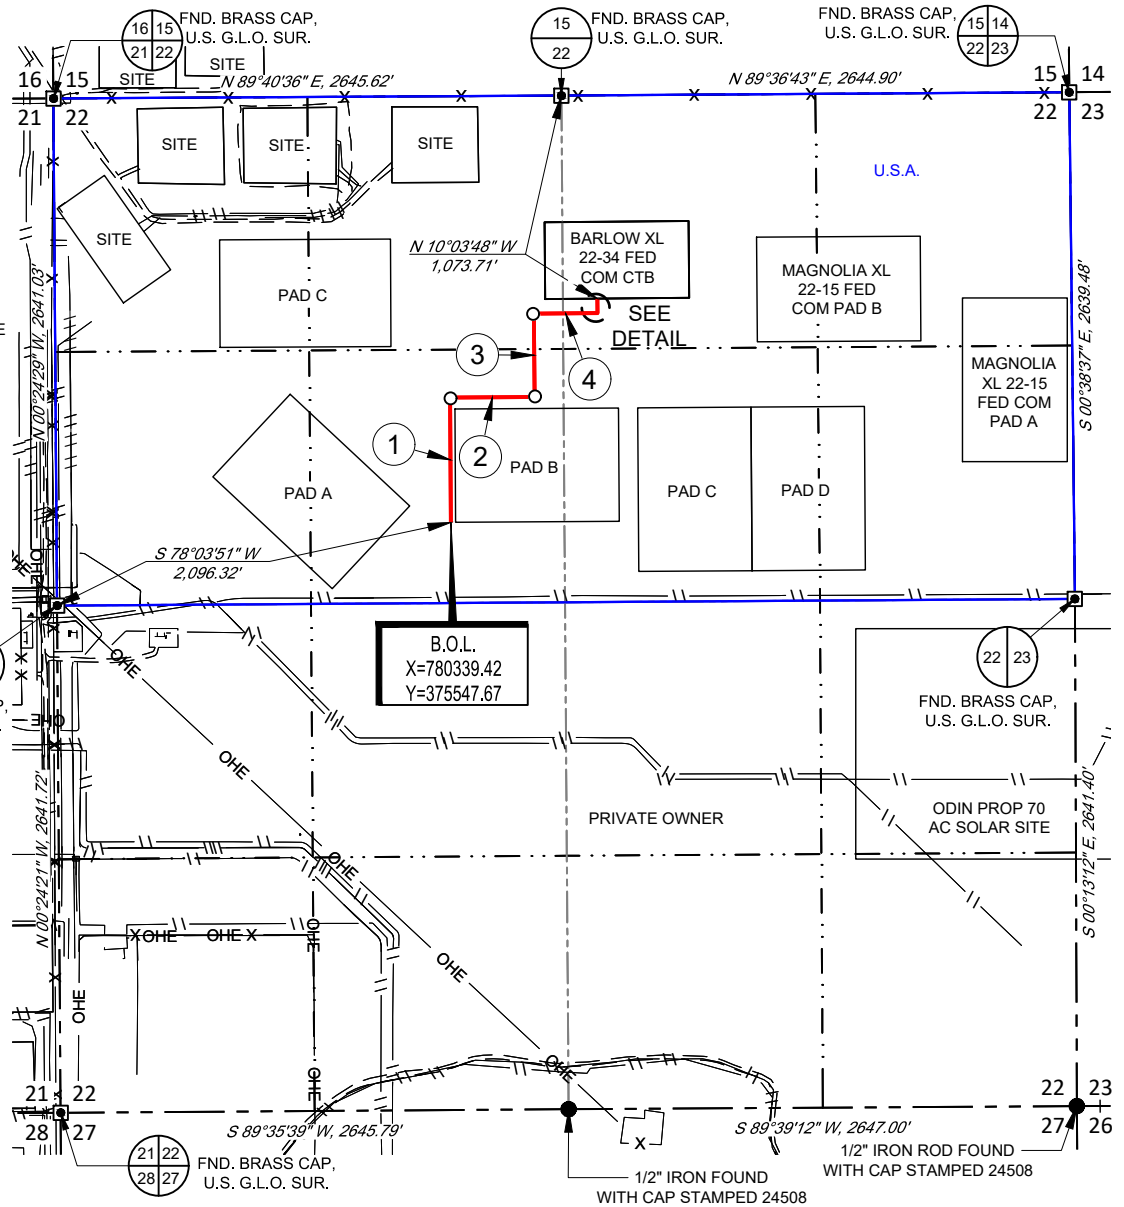 16 15
21 22
FND. BRASS CAP,
U.S. G.L.O. SUR.
15
22
FND. BRASS CAP,
U.S. G.L.O. SUR.
FND. BRASS CAP,
U.S. G.L.O. SUR.
15 14
22 23
SITE
SITE
16 15
21 22
N 89°40'36" E, 2645.62'
N 89°36'43" E, 2644.90'
15 14
22 23
X X X X X X X X X
SITE
SITE
SITE
SITE
U.S.A.
N 10°03'48" W
1,073.71'
BARLOW XL
22-34 FED
COM CTB
SEE
DETAIL
PAD C
MAGNOLIA XL
22-15 FED
COM PAD B
MAGNOLIA
XL 22-15
FED COM
PAD A
N 00°24'29" W, 2641.03'
S 00°38'37" E, 2639.48'
3
4
1
2
PAD A
PAD B
PAD C
PAD D
S 78°03'51" W
2,096.32'
OHE
OHE
B.O.L.
X=780339.42
Y=375547.67
22 23
FND. BRASS CAP,
U.S. G.L.O. SUR.
OHE
OHE
OHE
PRIVATE OWNER
ODIN PROP 70
AC SOLAR SITE
N 00°24'21" W, 2641.72'
S 00°13'12" E, 2641.40'
OHE
X OHE OHE X
OHE
OHE
OHE
OHE
OHE
21 22
28 27
22 23
27 26
S 89°35'39" W, 2645.79'
S 89°39'12" W, 2647.00'
X
21 22
28 27
FND. BRASS CAP,
U.S. G.L.O. SUR.
1/2" IRON FOUND
WITH CAP STAMPED 24508
1/2" IRON ROD FOUND
WITH CAP STAMPED 24508